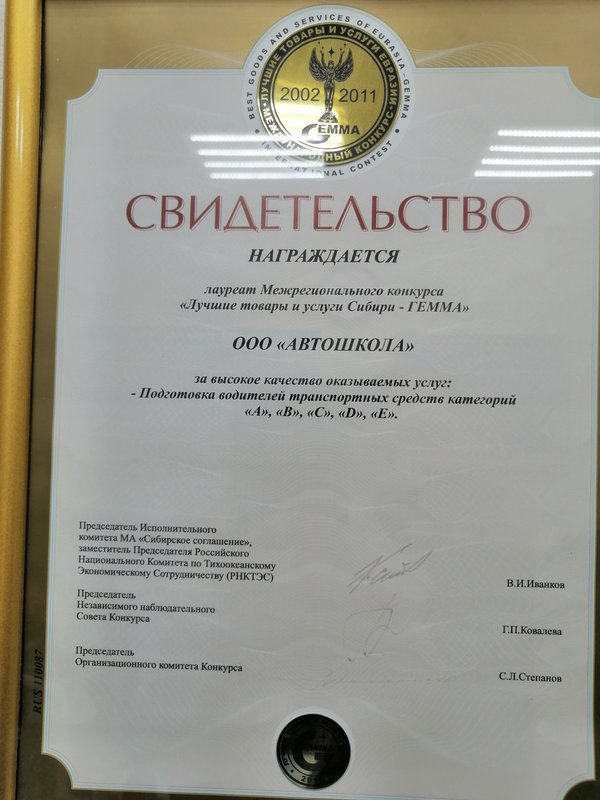 BEST GOODS AND SERVICES OF EURASIA - GEMMA
ЛУЧШИЕ ТОВАРЫ И УСЛУГИ ЕВРАЗИИ
2002 2011
GEMMA
КОНКУРС
CONTEST
СВИДЕТЕЛЬСТВО
НАГРАЖДАЕТСЯ
лауреат Межрегионального конкурса
«Лучшие товары и услуги Сибири - ГЕММА»
ООО «АВТОШКОЛА»
за высокое качество оказываемых услуг:
- Подготовка водителей транспортных средств категорий
«А», «В», «С», «D», «Е».
Председатель Исполнительного
комитета МА «Сибирское соглашение»,
заместитель Председателя Российского
Национального Комитета по Тихоокеанскому
Экономическому Сотрудничеству (РНКТЭС)
В.И.Иванков
Председатель
Независимого наблюдательного
Совета Конкурса
Г.П.Ковалева
Председатель
Организационного комитета Конкурса
С.Л.Степанов
RUS 110087
GEMMA